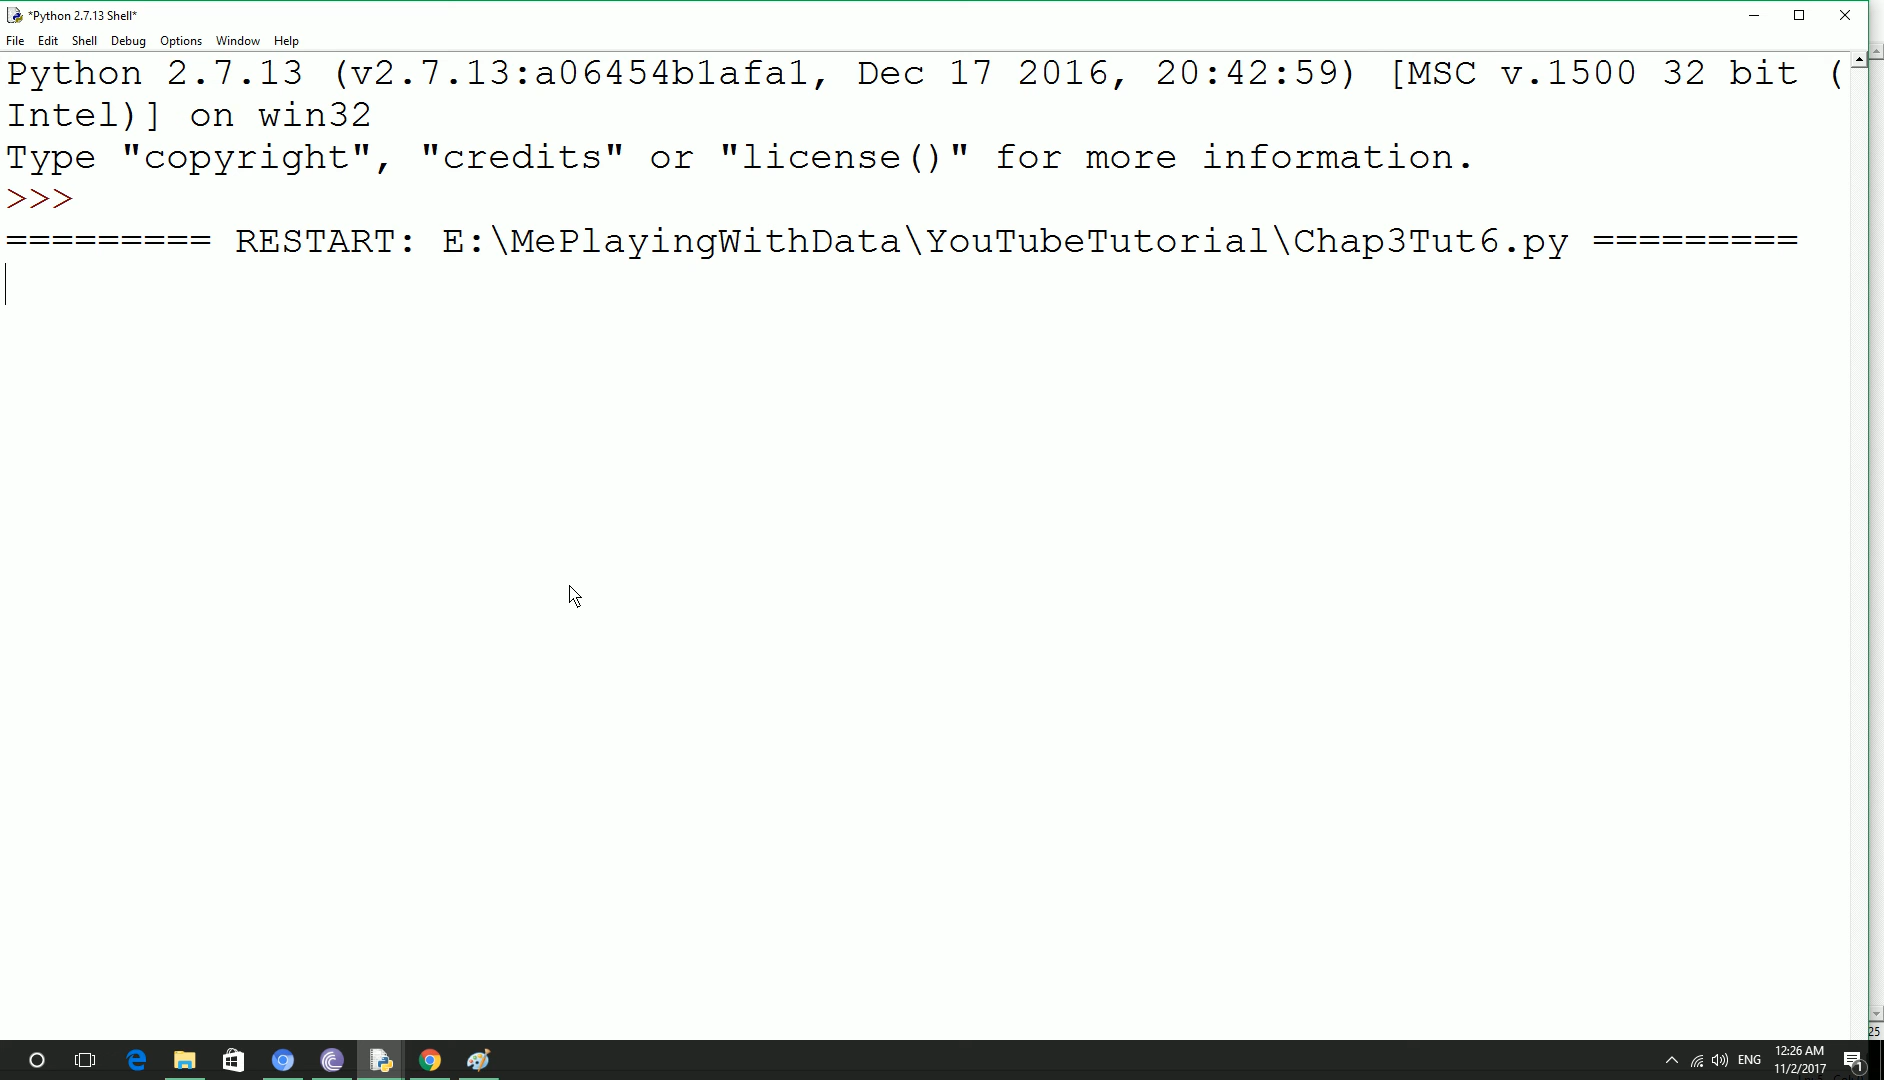 *Python 2.7.13 Shell*
File Edit Shell Debug Options Window Help
Python 2.7.13 (v2.7.13:a06454b1afa1, Dec 17 2016, 20:42:59) [MSC v.1500 32 bit (
Intel)] on win32
Type "copyright", "credits" or "license()" for more information.
>>>
========= RESTART: E:\MePlayingWithData\YouTubeTutorial\Chap3Tut6.py =========
25
ENG
12:26 AM
11/2/2017
1